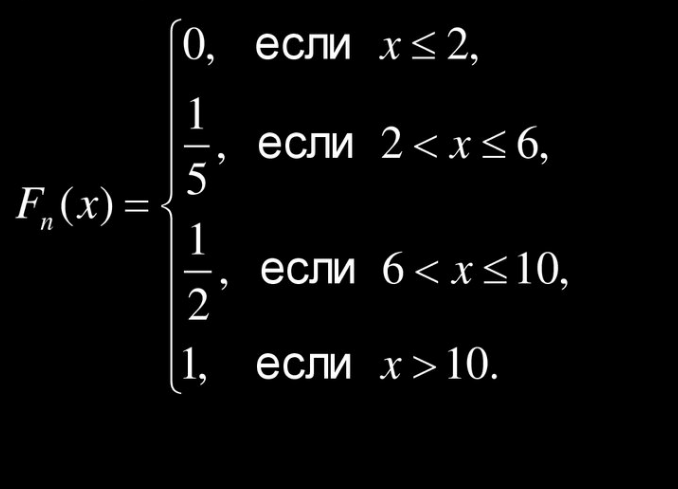 0, если x ≤ 2,
1/5, если 2 < x ≤ 6,
F_n(x) =
1/2, если 6 < x ≤ 10,
1, если x > 10.